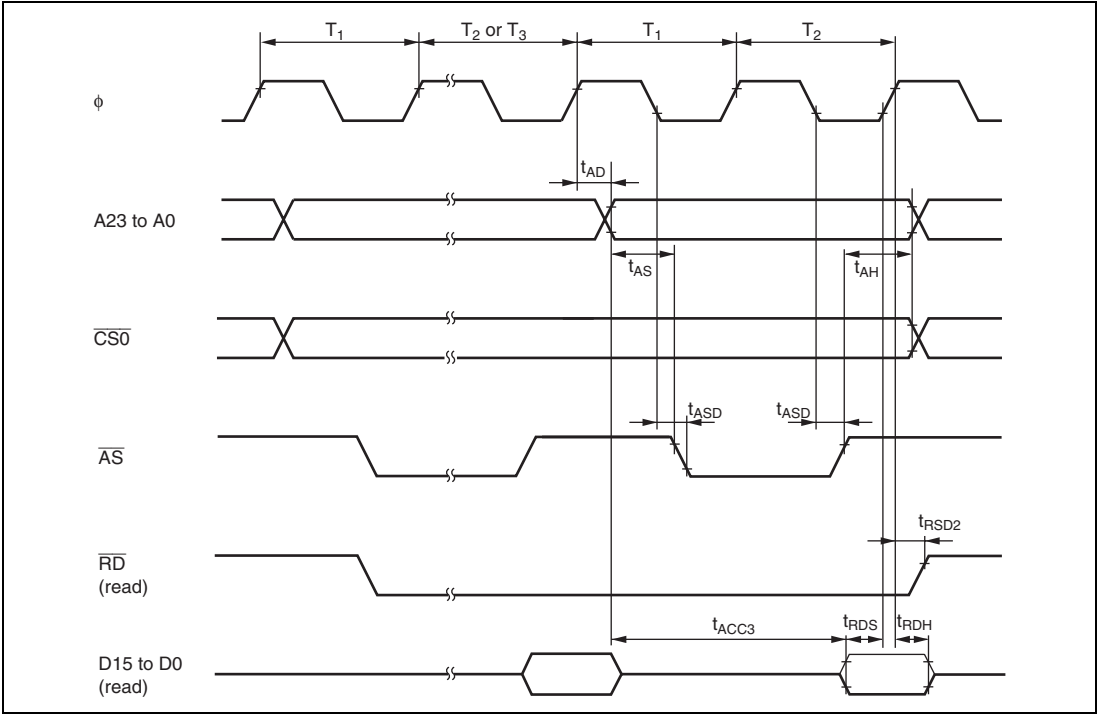 T1 T2 or T3 T1 T2
ϕ
tAD
A23 to A0
tAS tAH
CS0
tASD tASD
AS
tRSD2
RD
(read)
tACC3 tRDS tRDH
D15 to D0
(read)